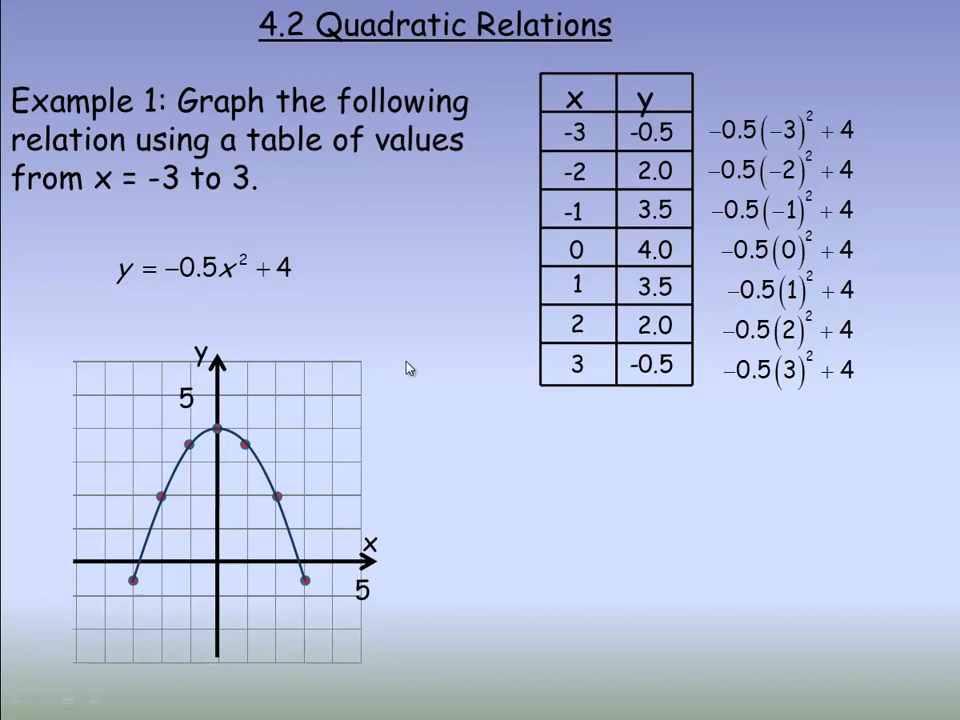 4.2 Quadratic Relations
Example 1: Graph the following
relation using a table of values
from x = -3 to 3.
y = −0.5x² + 4
x y
-3 -0.5 −0.5(−3)² + 4
-2 2.0 −0.5(−2)² + 4
-1 3.5 −0.5(−1)² + 4
0 4.0 −0.5(0)² + 4
1 3.5 −0.5(1)² + 4
2 2.0 −0.5(2)² + 4
3 -0.5 −0.5(3)² + 4
y
5
x
5